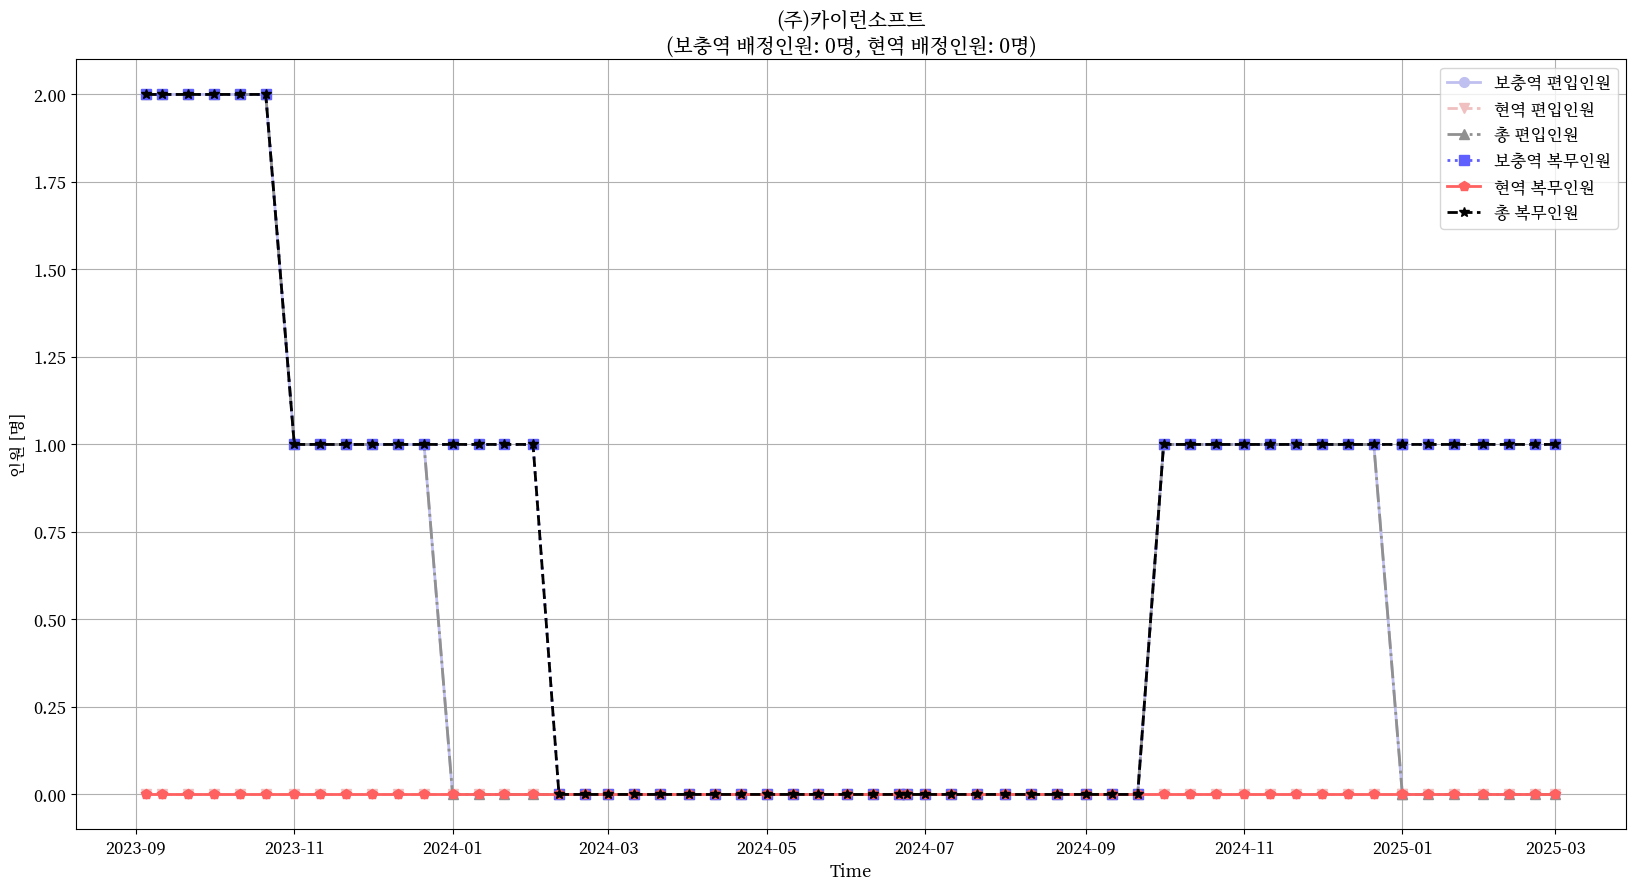 (주)카이런소프트
(보충역 배정인원: 0명, 현역 배정인원: 0명)
보충역 편입인원
현역 편입인원
총 편입인원
보충역 복무인원
현역 복무인원
총 복무인원
2.00
1.75
1.50
1.25
1.00
0.75
0.50
0.25
0.00
인원 [명]
2023-09 2023-11 2024-01 2024-03 2024-05 2024-07 2024-09 2024-11 2025-01 2025-03
Time